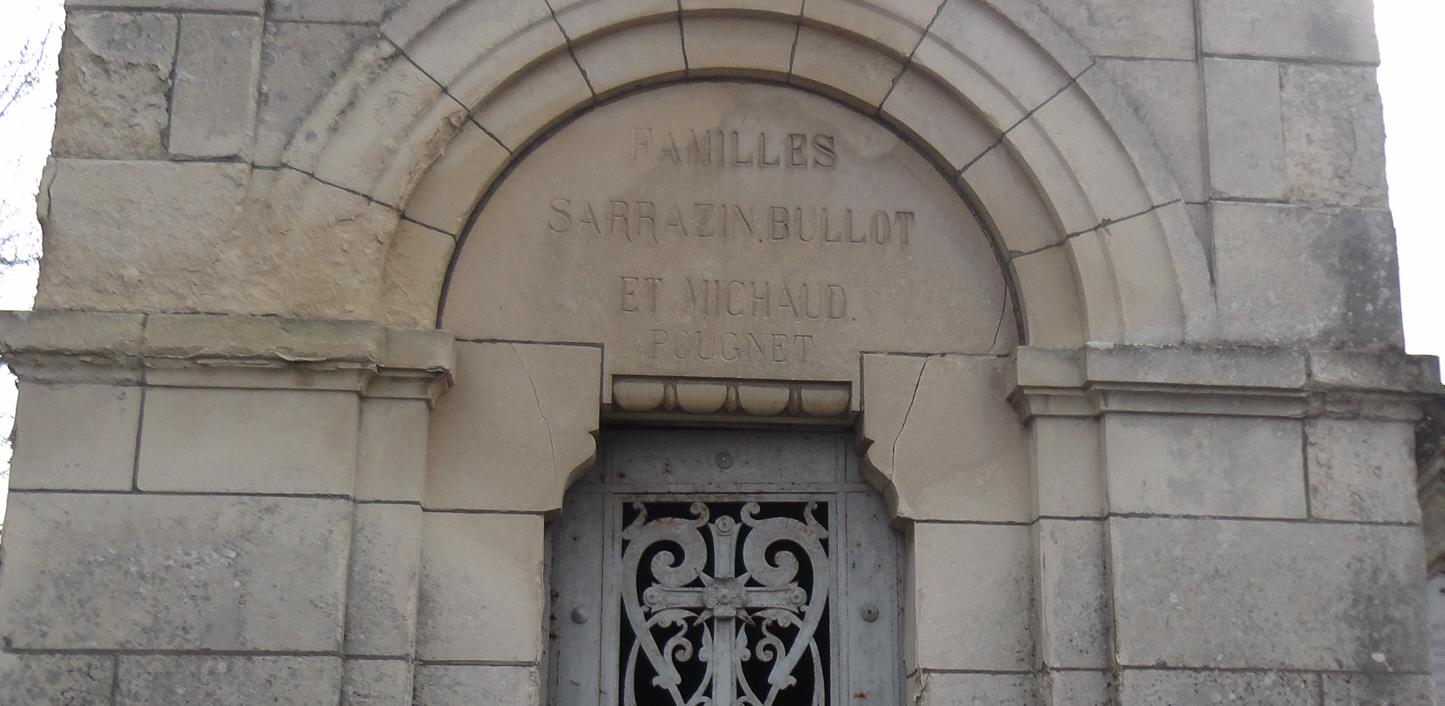 FAMILLES
SARRAZIN.BULLOT
ET MICHAUD.
POUGNET